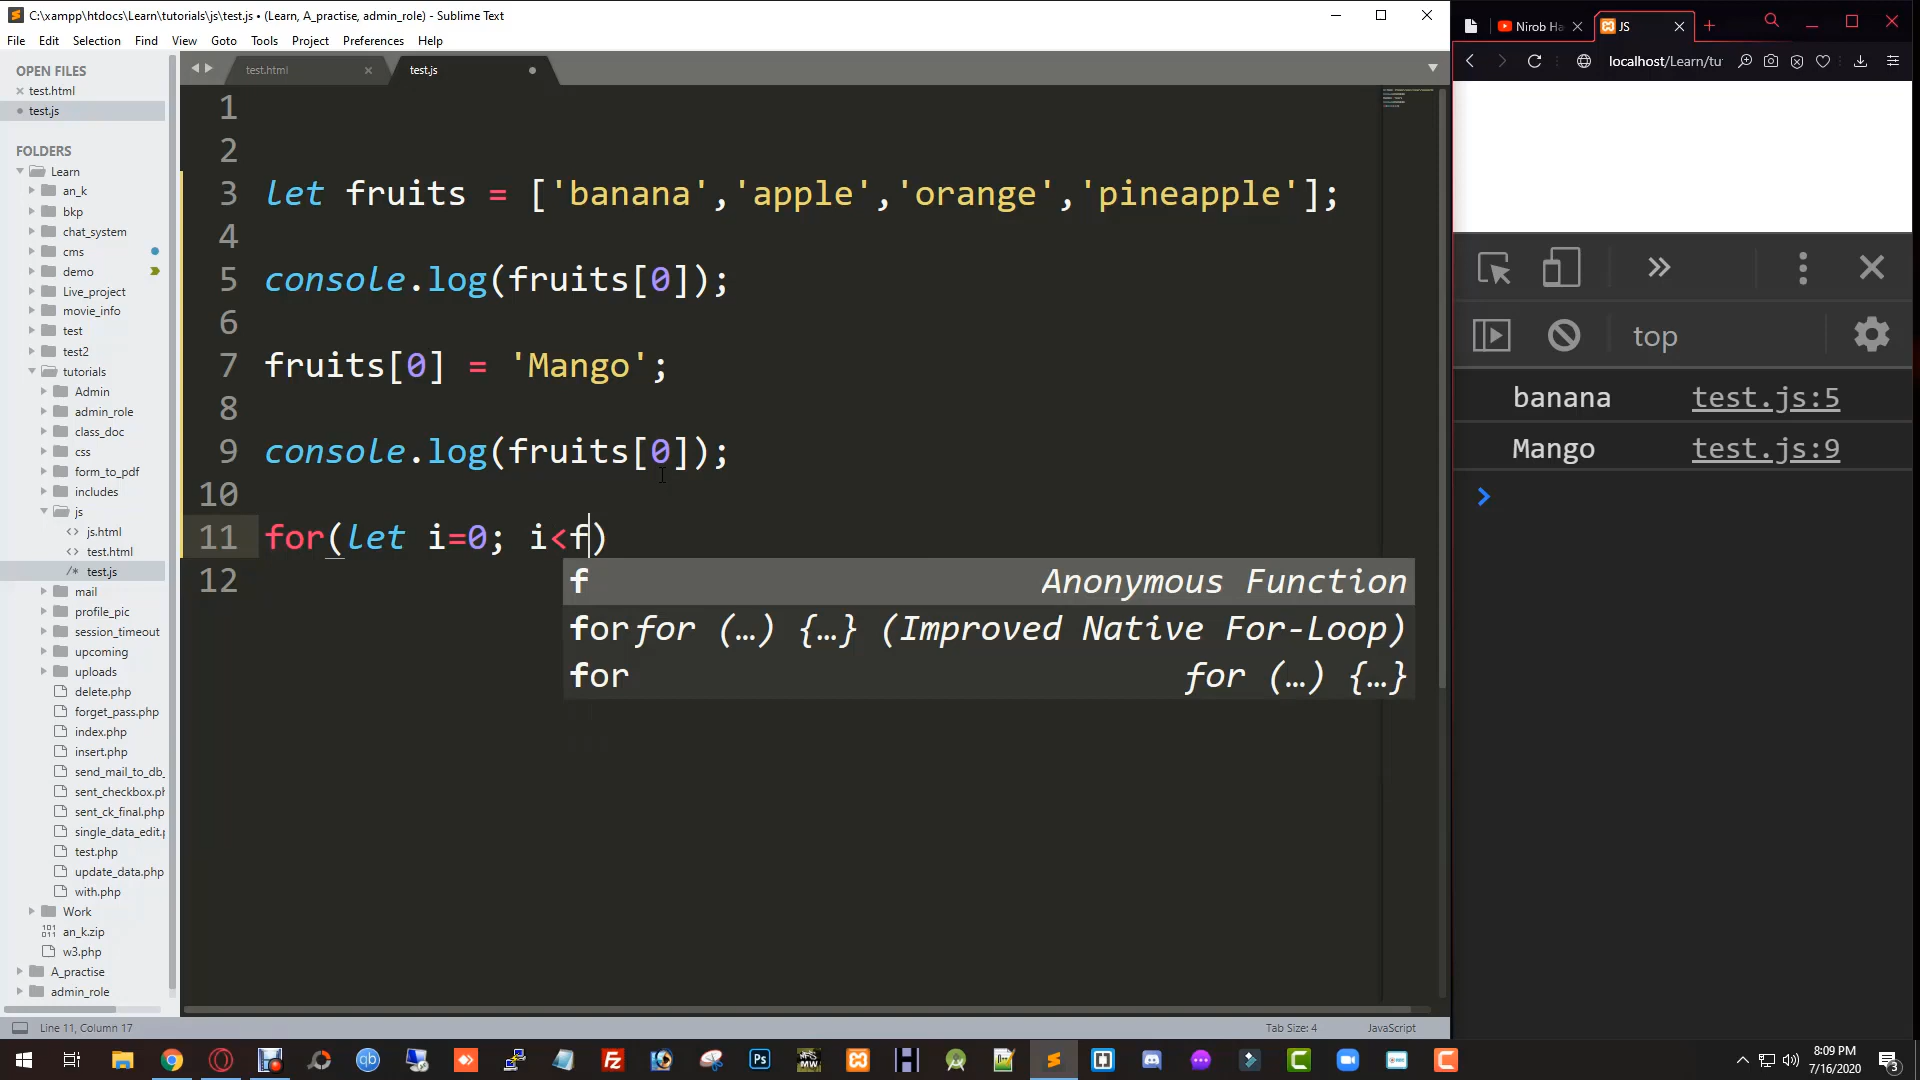 C:\xampp\htdocs\Learn\tutorials\js\test.js • (Learn, A_practise, admin_role) - Sublime Text
File Edit Selection Find View Goto Tools Project Preferences Help
OPEN FILES
test.html
test.js
FOLDERS
Learn
an_k
bkp
chat_system
cms
demo
Live_project
movie_info
test
test2
tutorials
Admin
admin_role
class_doc
css
form_to_pdf
includes
js
js.html
test.html
test.js
mail
profile_pic
session_timeout
upcoming
uploads
delete.php
forget_pass.php
index.php
insert.php
send_mail_to_db_
sent_checkbox.ph
sent_ck_final.php
single_data_edit.p
test.php
update_data.php
with.php
Work
an_k.zip
w3.php
A_practise
admin_role
test.html
test.js
1
2
3 let fruits = ['banana','apple','orange','pineapple'];
4
5 console.log(fruits[0]);
6
7 fruits[0] = 'Mango';
8
9 console.log(fruits[0]);
10
11 for(let i=0; i<f)
12
f Anonymous Function
for for (…) {…} (Improved Native For-Loop)
for for (…) {…}
Line 11, Column 17
Tab Size: 4
JavaScript
Nirob Ha
JS
localhost/Learn/tu
top
banana test.js:5
Mango test.js:9
8:09 PM
7/16/2020
3